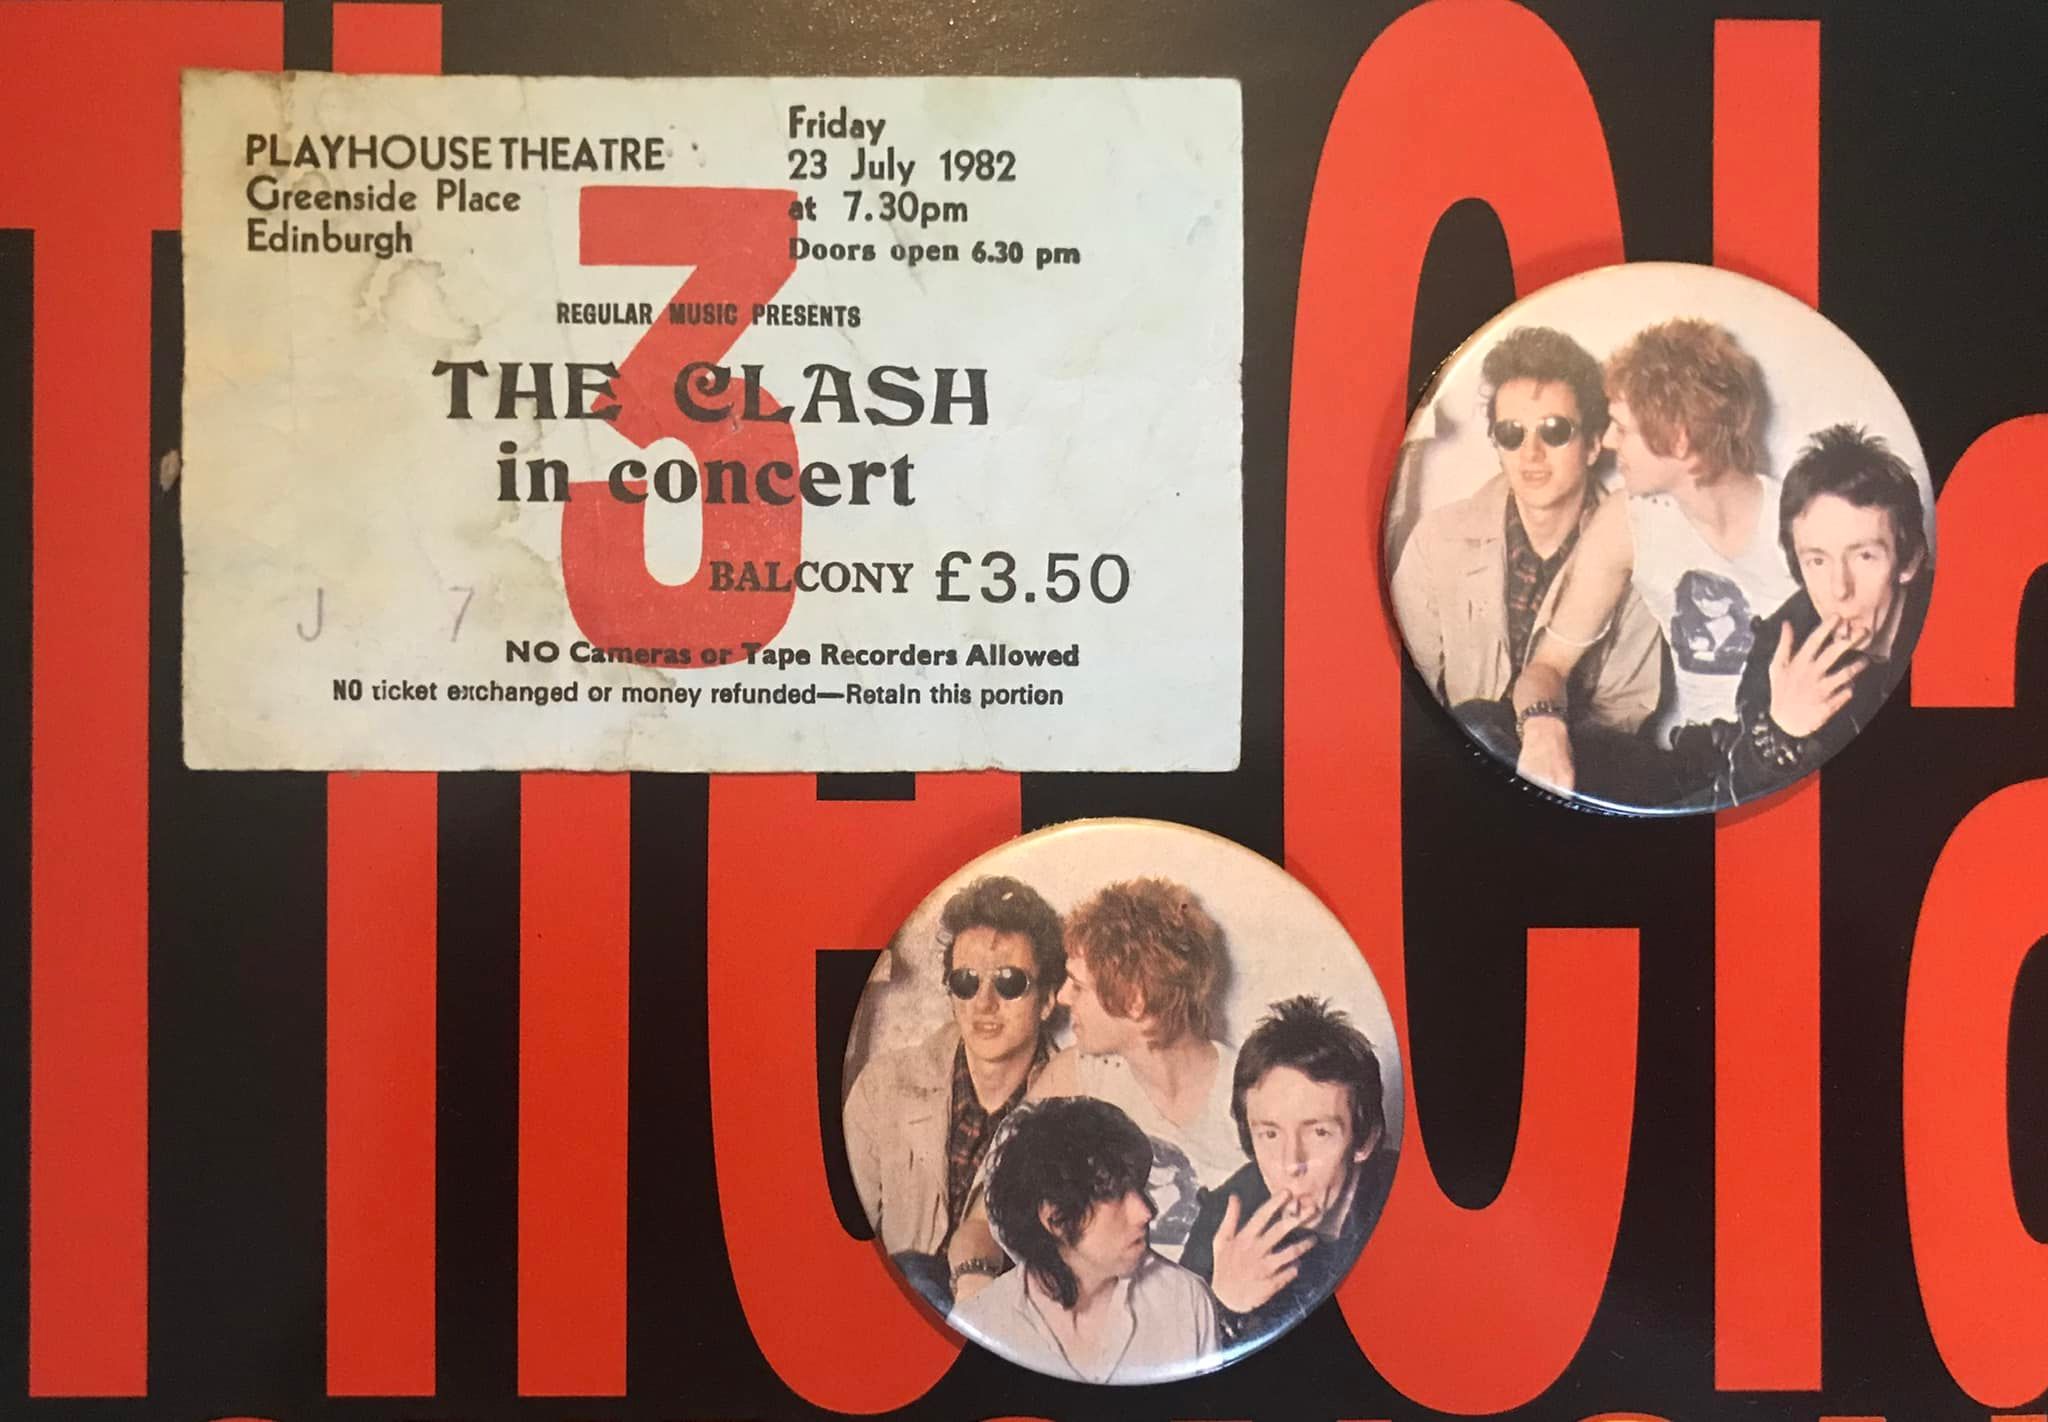 The Cla
PLAYHOUSE THEATRE
Greenside Place
Edinburgh
Friday
23 July 1982
at 7.30pm
Doors open 6.30 pm
3
REGULAR MUSIC PRESENTS
THE CLASH
in concert
BALCONY £3.50
J 7
NO Cameras or Tape Recorders Allowed
NO ticket exchanged or money refunded—Retain this portion